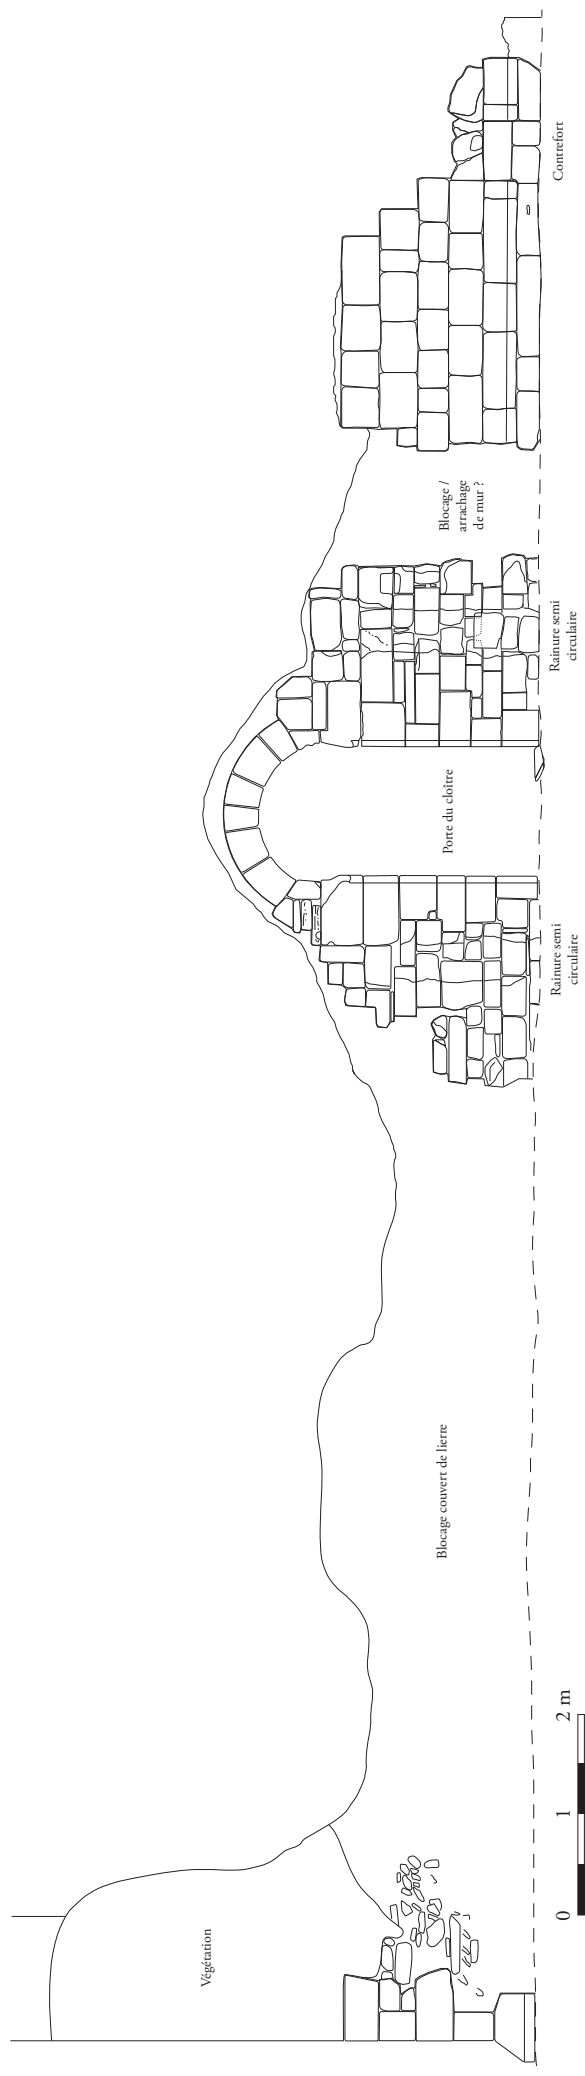 Végétation
Blocage couvert de lierre
Rainure semi
circulaire
Porte du cloître
Rainure semi
circulaire
Blocage /
arrachage
de mur ?
Contrefort
0 1 2 m